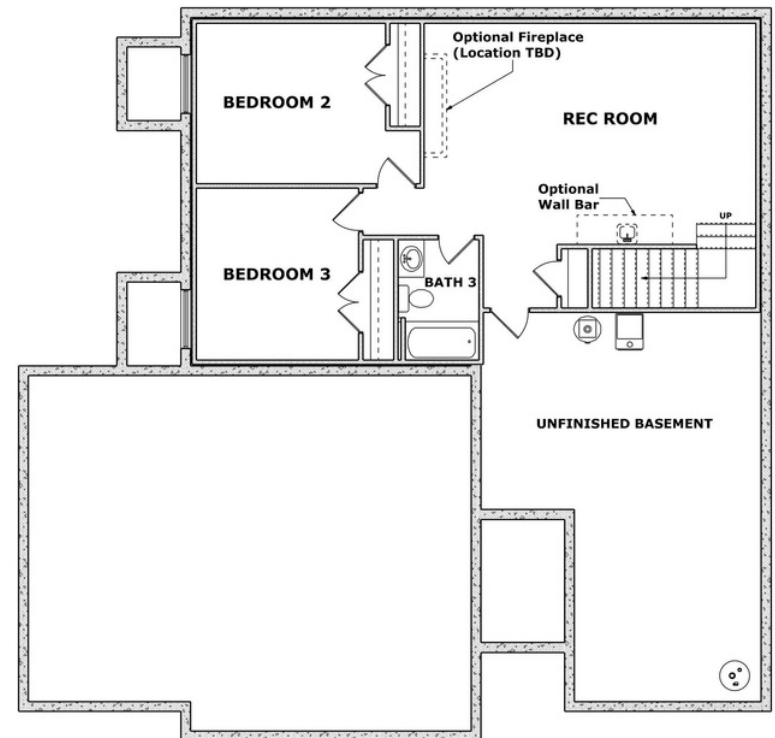 Optional Fireplace
(Location TBD)
BEDROOM 2
REC ROOM
Optional
Wall Bar
UP
BEDROOM 3
BATH 3
UNFINISHED BASEMENT